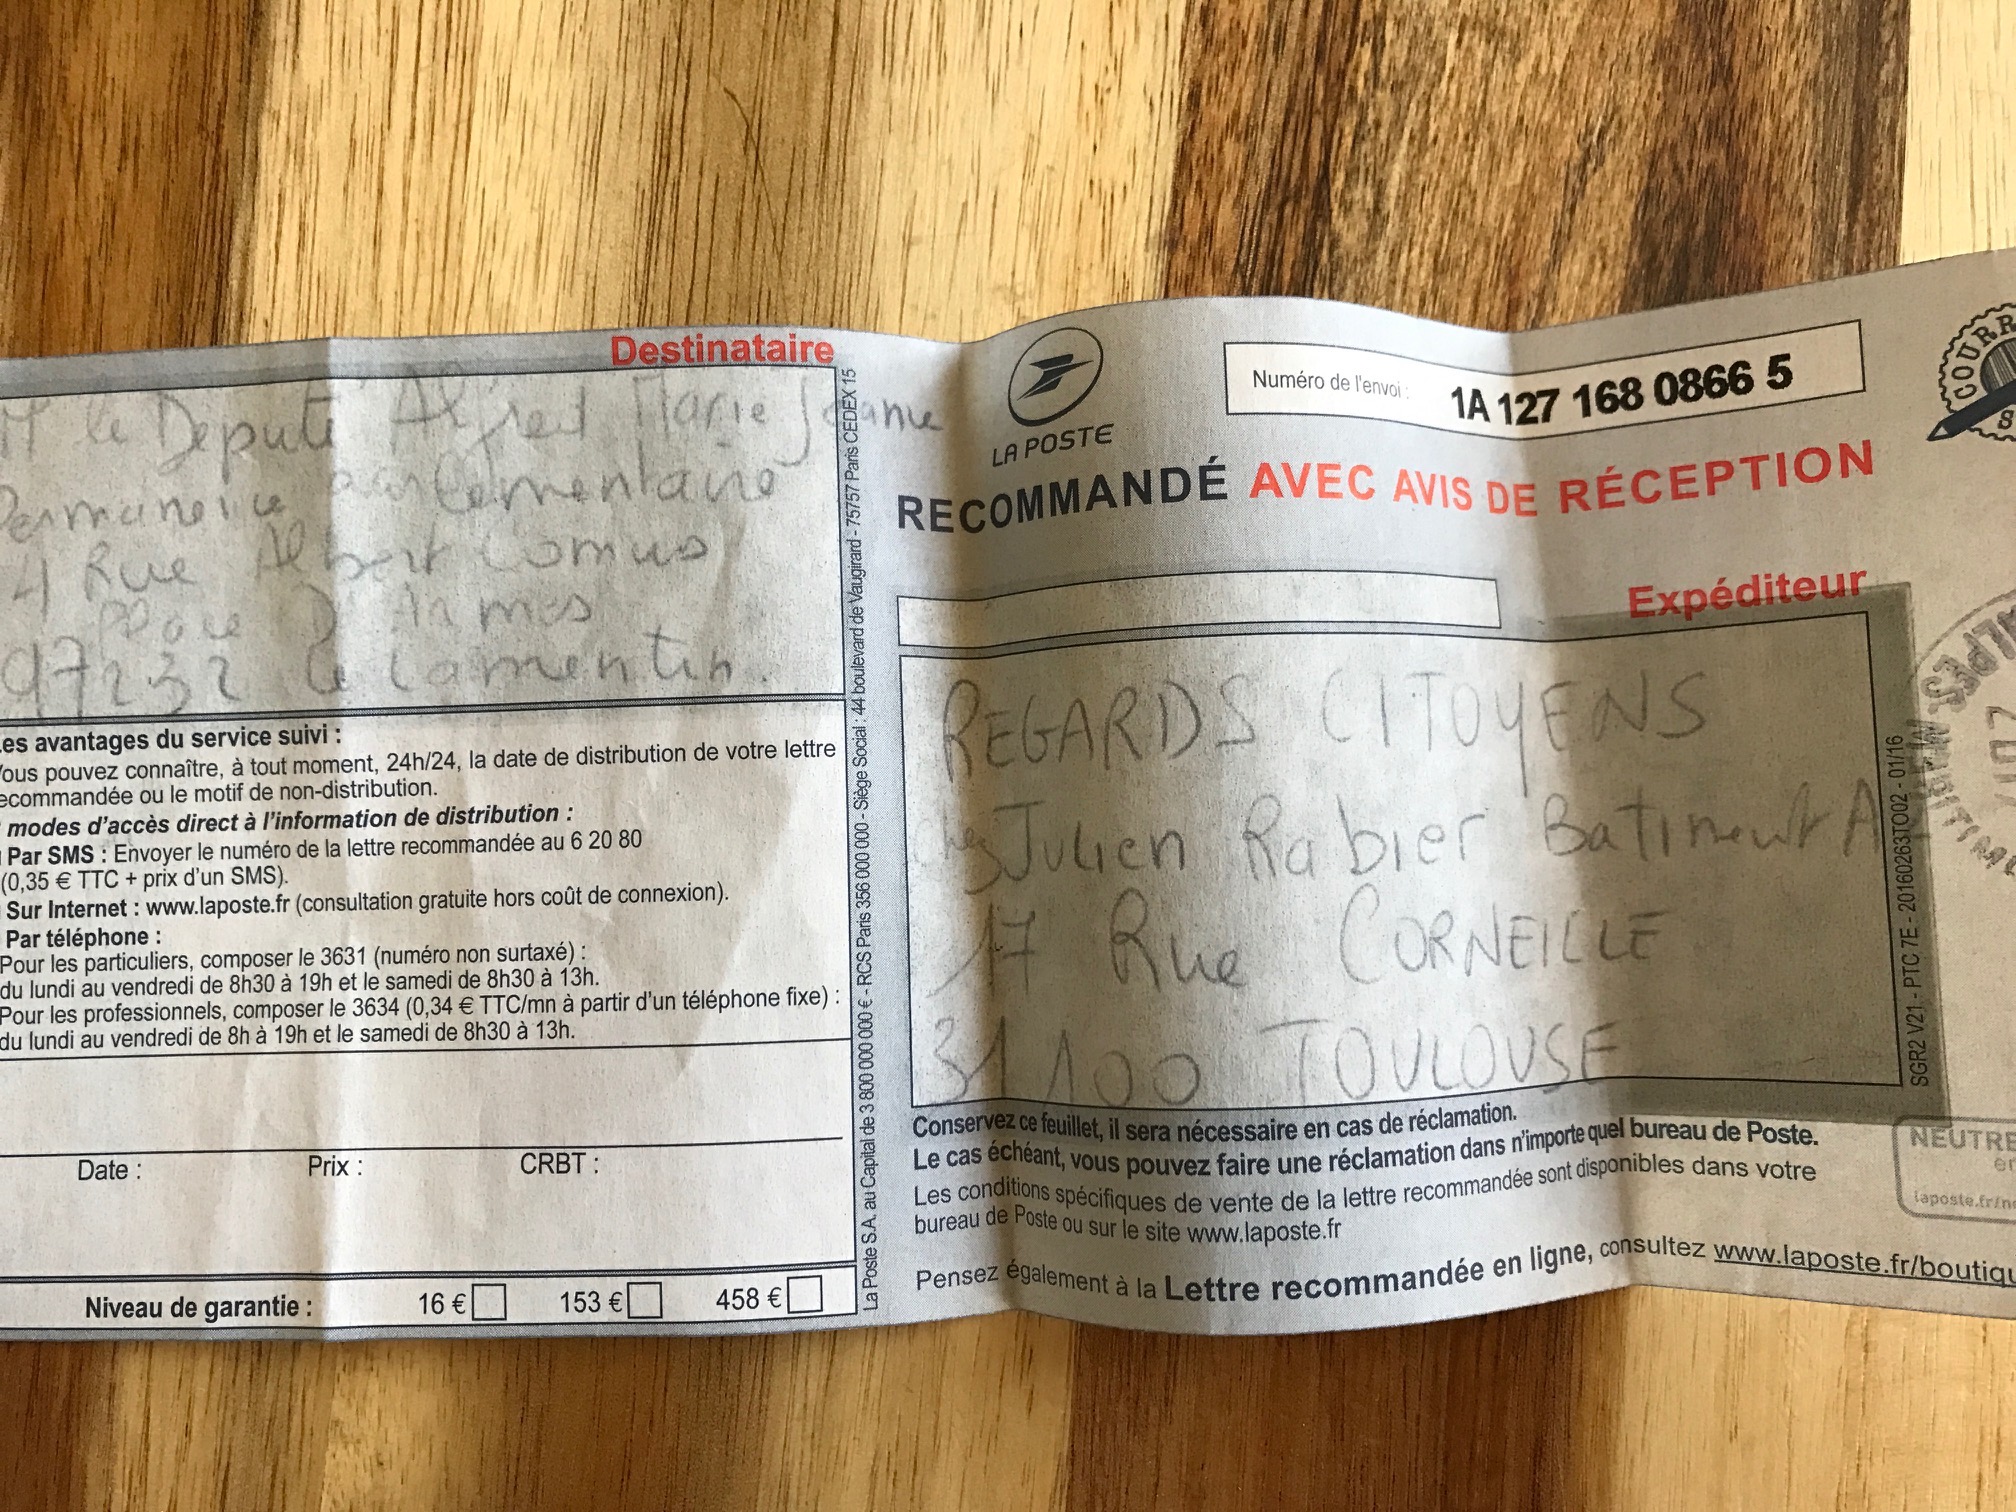 Destinataire
M le Député Alfred Marie Jeanne
Permanence parlementaire
4 Rue Albert Camus
Place D'Armes
97232 Le Lamentin.
Les avantages du service suivi :
Vous pouvez connaître, à tout moment, 24h/24, la date de distribution de votre lettre
recommandée ou le motif de non-distribution.
modes d'accès direct à l'information de distribution :
Par SMS : Envoyer le numéro de la lettre recommandée au 6 20 80
(0,35 € TTC + prix d'un SMS).
Sur Internet : www.laposte.fr (consultation gratuite hors coût de connexion).
Par téléphone :
Pour les particuliers, composer le 3631 (numéro non surtaxé) :
du lundi au vendredi de 8h30 à 19h et le samedi de 8h30 à 13h.
Pour les professionnels, composer le 3634 (0,34 € TTC/mn à partir d'un téléphone fixe) :
du lundi au vendredi de 8h à 19h et le samedi de 8h30 à 13h.
Date : Prix : CRBT :
Niveau de garantie : 16 € 153 € 458 €
La Poste S.A. au Capital de 3 800 000 000 € - RCS Paris 356 000 000 - Siège Social : 44 boulevard de Vaugirard - 75757 Paris CEDEX 15
LA POSTE
Numéro de l'envoi : 1A 127 168 0866 5
RECOMMANDÉ AVEC AVIS DE RÉCEPTION
Expéditeur
REGARDS CITOYENS
chez Julien Rabier Batiment A
17 Rue CORNEILLE
31100 TOULOUSE
SGR2 V21 - PTC 7E - 20160263TO02 - 01/16
Conservez ce feuillet, il sera nécessaire en cas de réclamation.
Le cas échéant, vous pouvez faire une réclamation dans n'importe quel bureau de Poste.
Les conditions spécifiques de vente de la lettre recommandée sont disponibles dans votre
bureau de Poste ou sur le site www.laposte.fr
Pensez également à la Lettre recommandée en ligne, consultez www.laposte.fr/boutiqu
COURR
ALPES MARITIME
NEUTRE
laposte.fr/ne